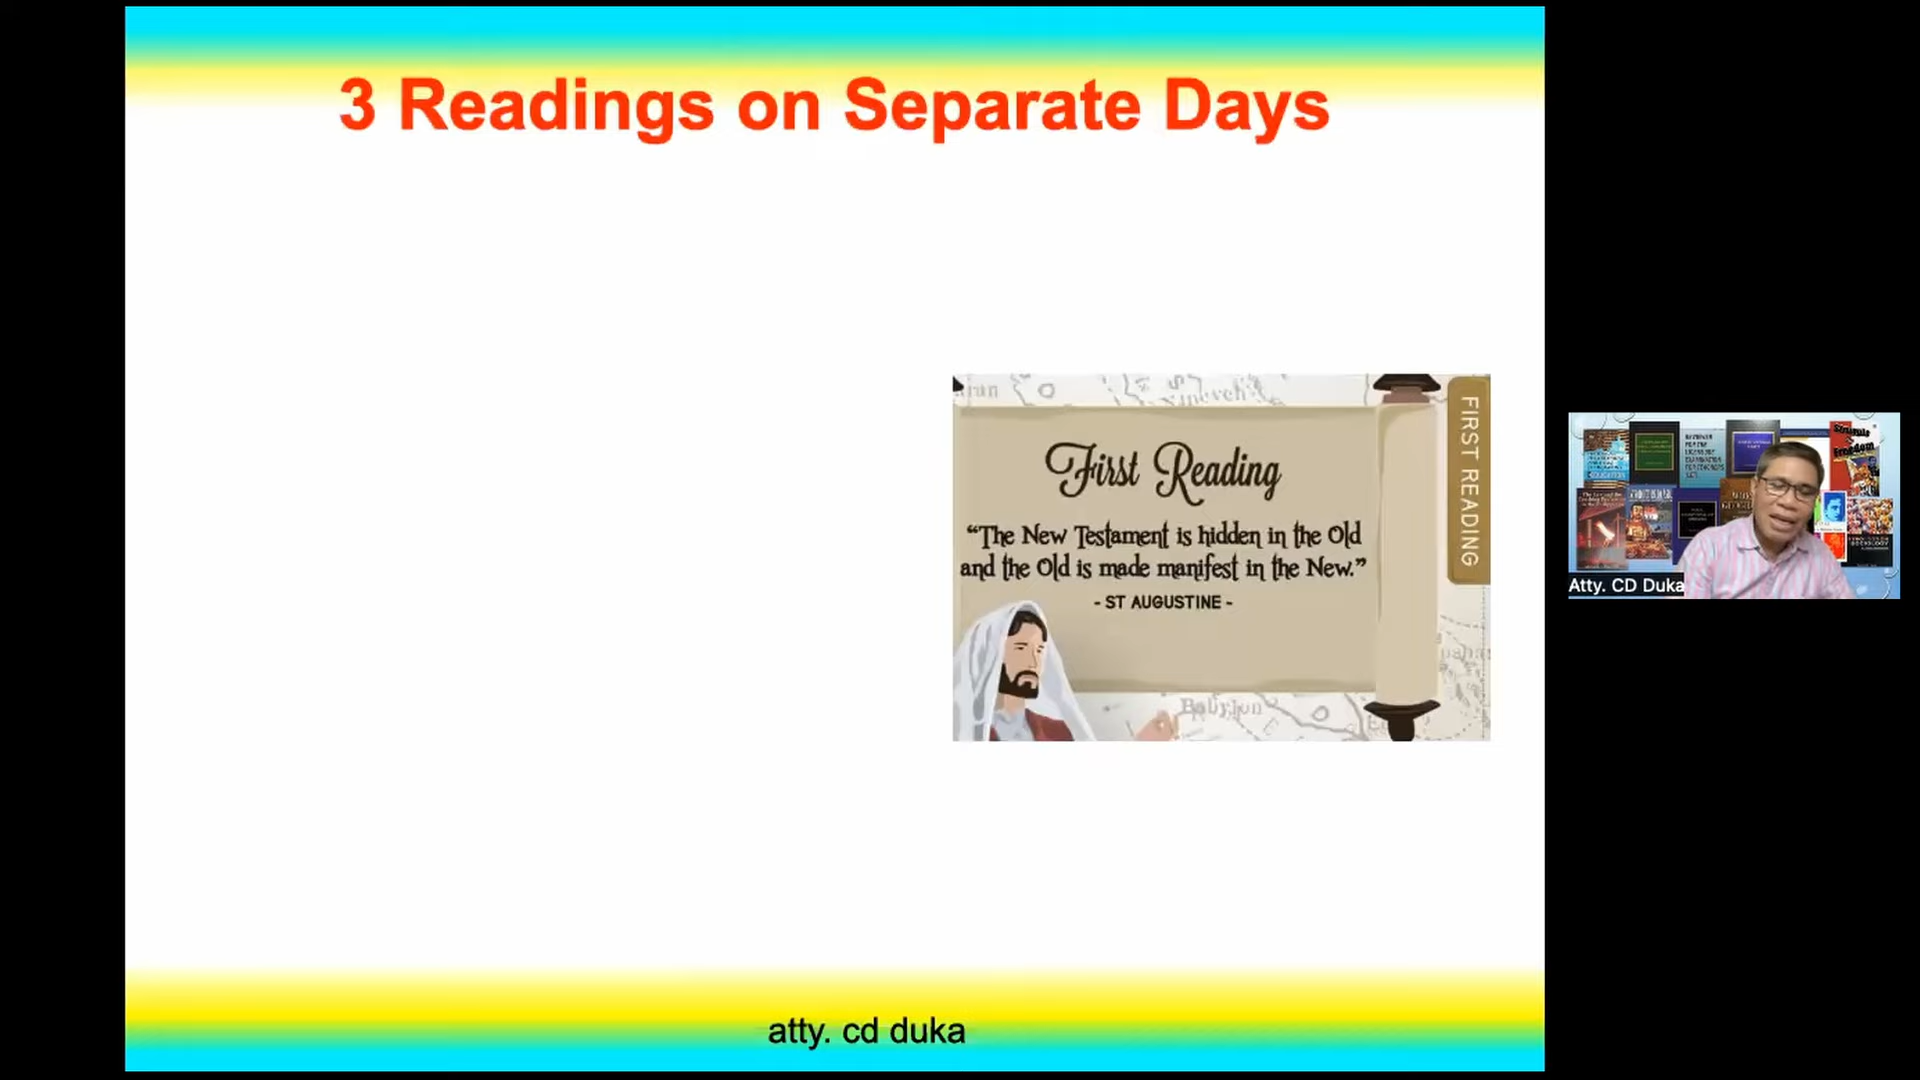 3 Readings on Separate Days
Nineveh
First Reading
“The New Testament is hidden in the Old
and the Old is made manifest in the New.”
- ST AUGUSTINE -
FIRST READING
Babylon
Atty. CD Duka
atty. cd duka